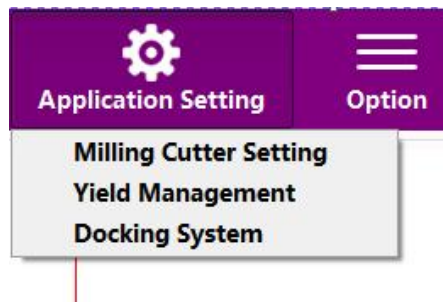 Application Setting
Option
Milling Cutter Setting
Yield Management
Docking System